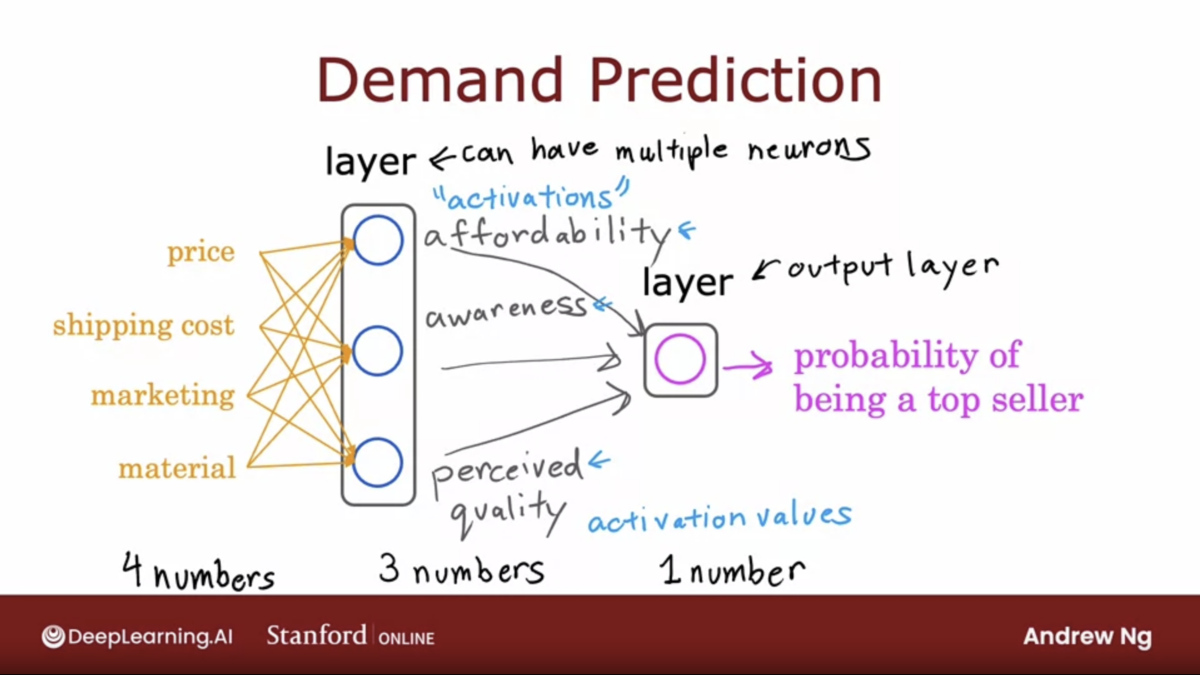 Demand Prediction
layer ← can have multiple neurons
"activations"
affordability ←
layer ← output layer
awareness ←
price
shipping cost
marketing
material
probability of
being a top seller
perceived ←
quality
activation values
4 numbers
3 numbers
1 number
DeepLearning.AI
Stanford | ONLINE
Andrew Ng